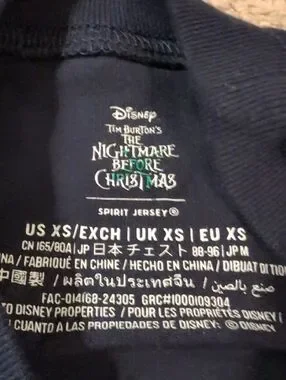 Disney
TIM BURTON'S
THE
NIGHTMARE
BEFORE
CHRISTMAS
SPIRIT JERSEY®
US XS/EXCH | UK XS | EU XS
CN 165/80A | JP 日本 チェスト 88-96 | JP M
NA / FABRIQUÉ EN CHINE / HECHO EN CHINA / DIBUAT DI TIO
中國製 / ผลิตในประเทศจีน / صنع بالصين
FAC-014168-24305 GRC#1000109304
TO DISNEY PROPERTIES / POUR LES PROPRIÉTÉS DISNEY /
CUANTO A LAS PROPIEDADES DE DISNEY: © DISNEY